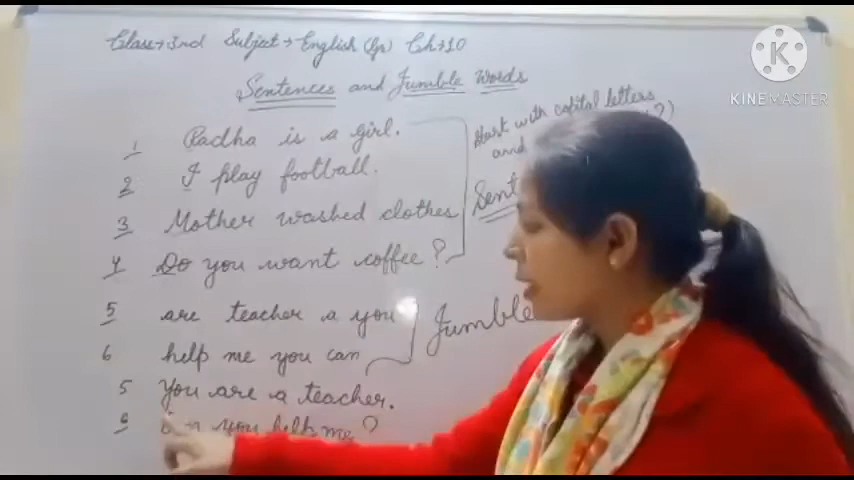 Class→3rd Subject→English (Gr) Ch→10
Sentences and Jumble Words
1 Radha is a girl.
2 I play football.
3 Mother washed clothes
4 Do you want coffee?
Start with capital letters
and ?)
Sent
5 are teacher a you
6 help me you can
Jumble
5 You are a teacher.
6 you help me?
K
KINEMASTER